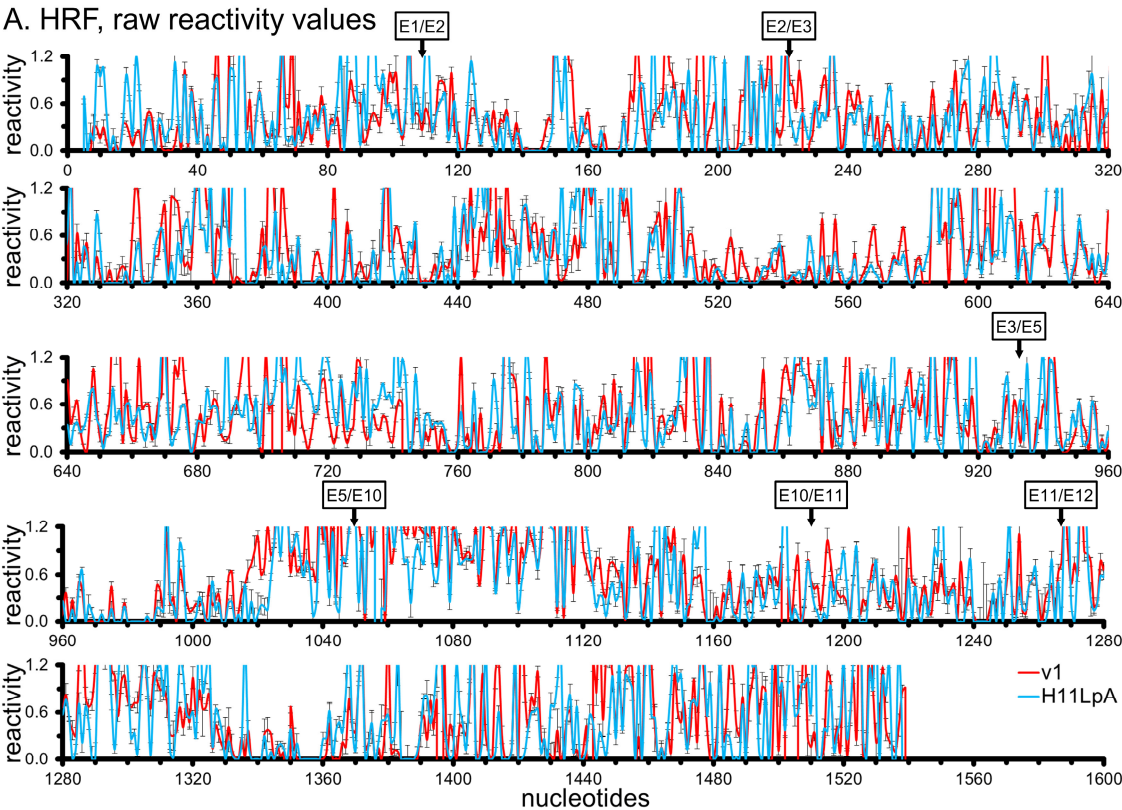 A. HRF, raw reactivity values
E1/E2
E2/E3
reactivity
1.2
0.6
0.0
0 40 80 120 160 200 240 280 320
reactivity
1.2
0.6
0.0
320 360 400 440 480 520 560 600 640
E3/E5
reactivity
1.2
0.6
0.0
640 680 720 760 800 840 880 920 960
E5/E10
E10/E11
E11/E12
reactivity
1.2
0.6
0.0
960 1000 1040 1080 1120 1160 1200 1240 1280
reactivity
1.2
0.6
0.0
v1
H11LpA
1280 1320 1360 1400 1440 1480 1520 1560 1600
nucleotides